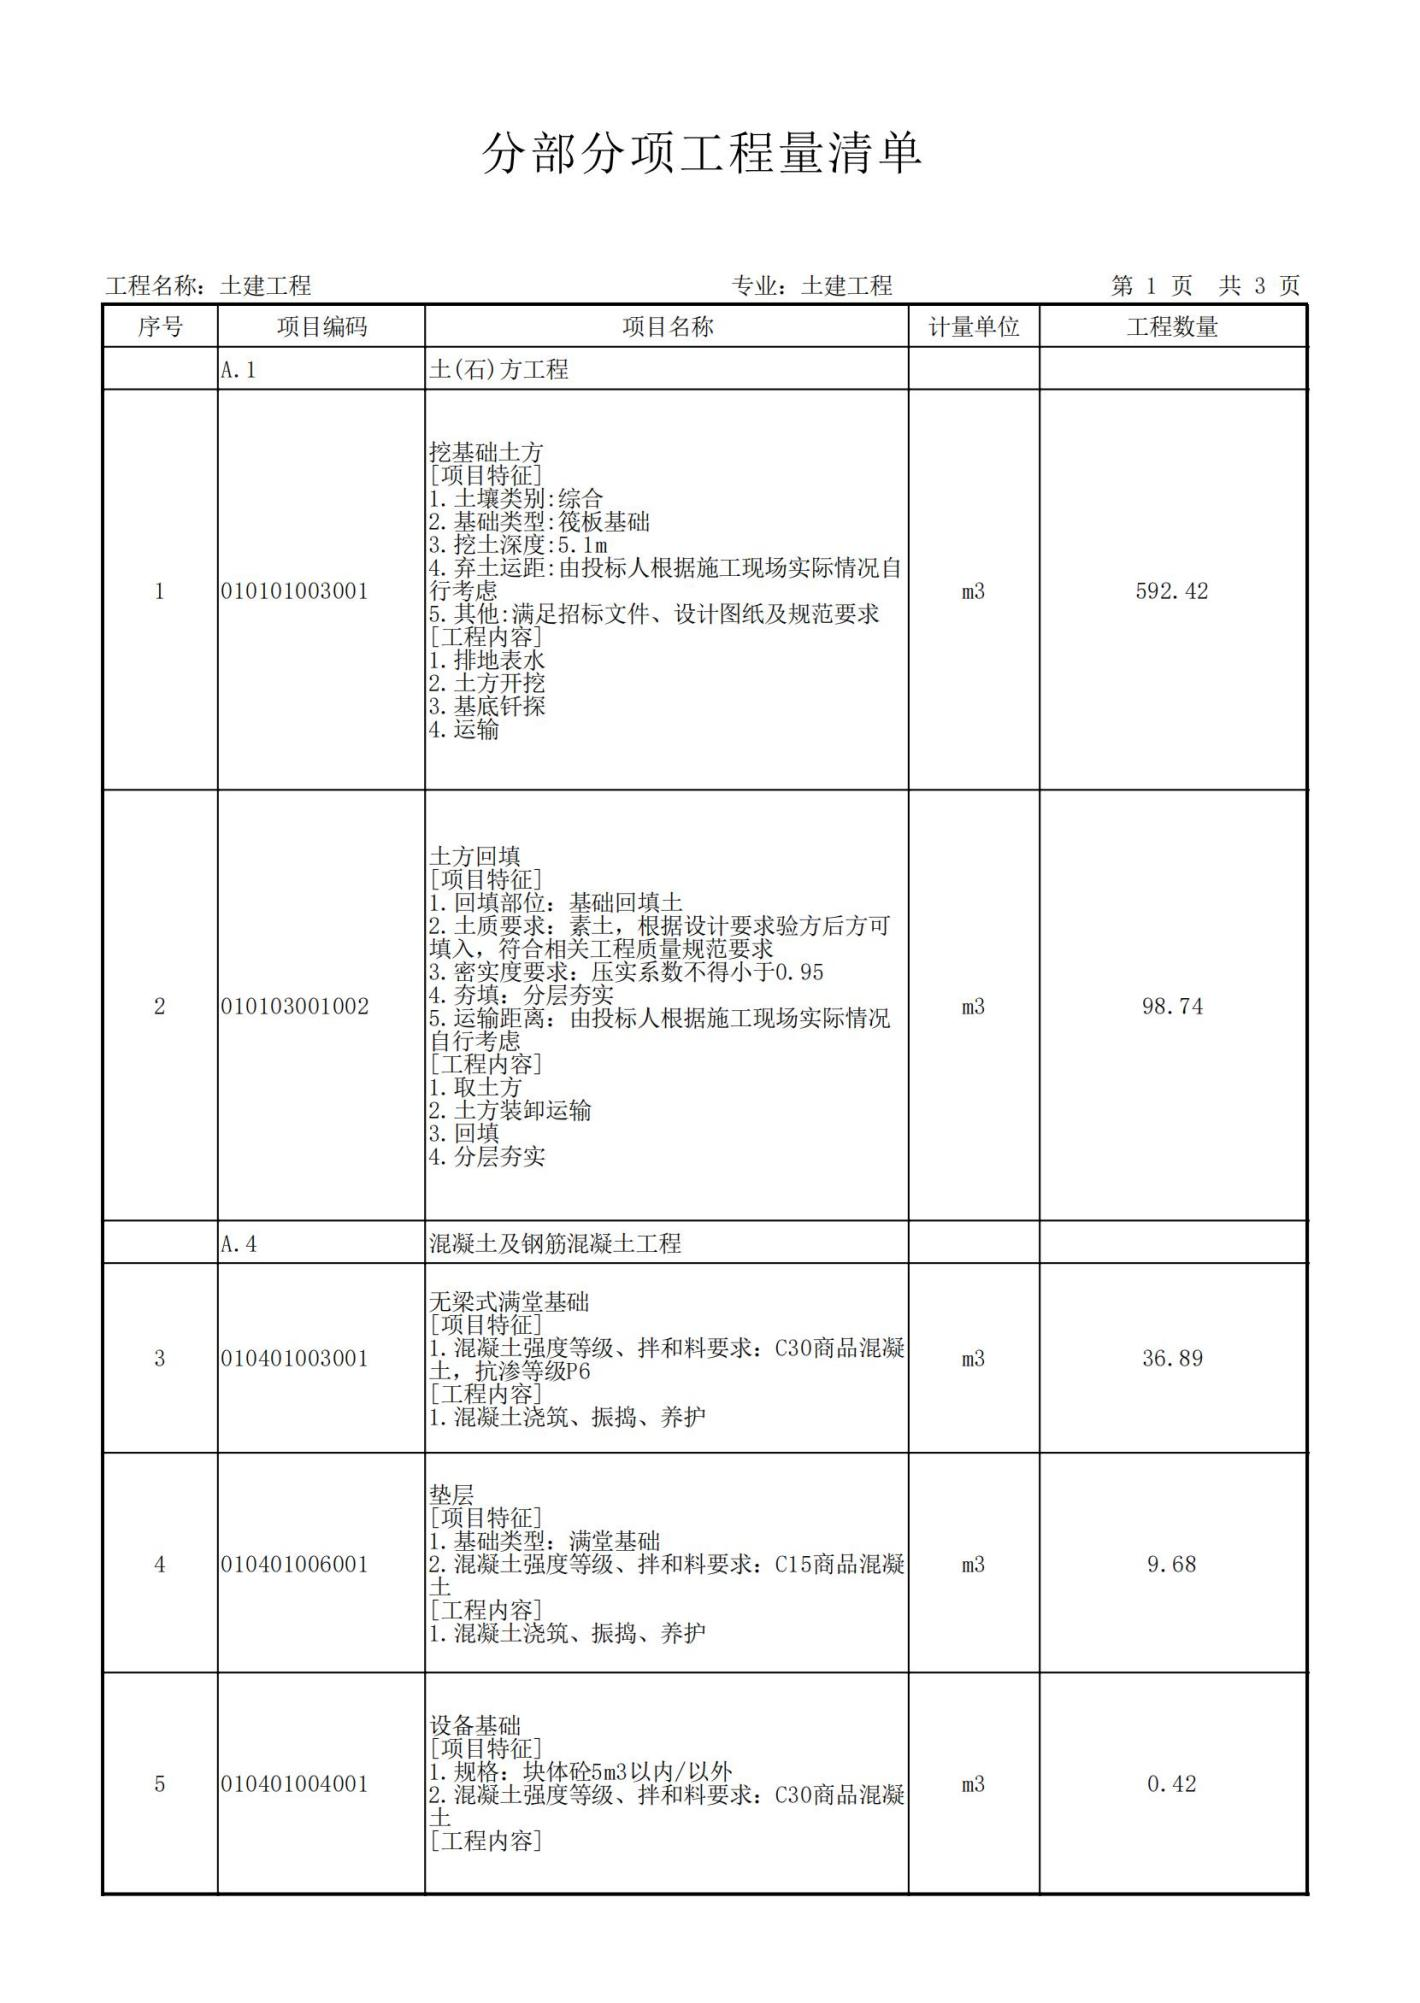 分部分项工程量清单
工程名称：土建工程 专业：土建工程 第 1 页 共 3 页
序号 项目编码 项目名称 计量单位 工程数量
A.1 土(石)方工程
1 010101003001 m3 592.42
挖基础土方
[项目特征]
1.土壤类别:综合
2.基础类型:筏板基础
3.挖土深度:5.1m
4.弃土运距:由投标人根据施工现场实际情况自
行考虑
5.其他:满足招标文件、设计图纸及规范要求
[工程内容]
1.排地表水
2.土方开挖
3.基底钎探
4.运输
2 010103001002 m3 98.74
土方回填
[项目特征]
1.回填部位：基础回填土
2.土质要求：素土，根据设计要求验方后方可
填入，符合相关工程质量规范要求
3.密实度要求：压实系数不得小于0.95
4.夯填：分层夯实
5.运输距离：由投标人根据施工现场实际情况
自行考虑
[工程内容]
1.取土方
2.土方装卸运输
3.回填
4.分层夯实
A.4 混凝土及钢筋混凝土工程
3 010401003001 m3 36.89
无梁式满堂基础
[项目特征]
1.混凝土强度等级、拌和料要求：C30商品混凝
土，抗渗等级P6
[工程内容]
1.混凝土浇筑、振捣、养护
4 010401006001 m3 9.68
垫层
[项目特征]
1.基础类型：满堂基础
2.混凝土强度等级、拌和料要求：C15商品混凝
土
[工程内容]
1.混凝土浇筑、振捣、养护
5 010401004001 m3 0.42
设备基础
[项目特征]
1.规格：块体砼5m3以内/以外
2.混凝土强度等级、拌和料要求：C30商品混凝
土
[工程内容]